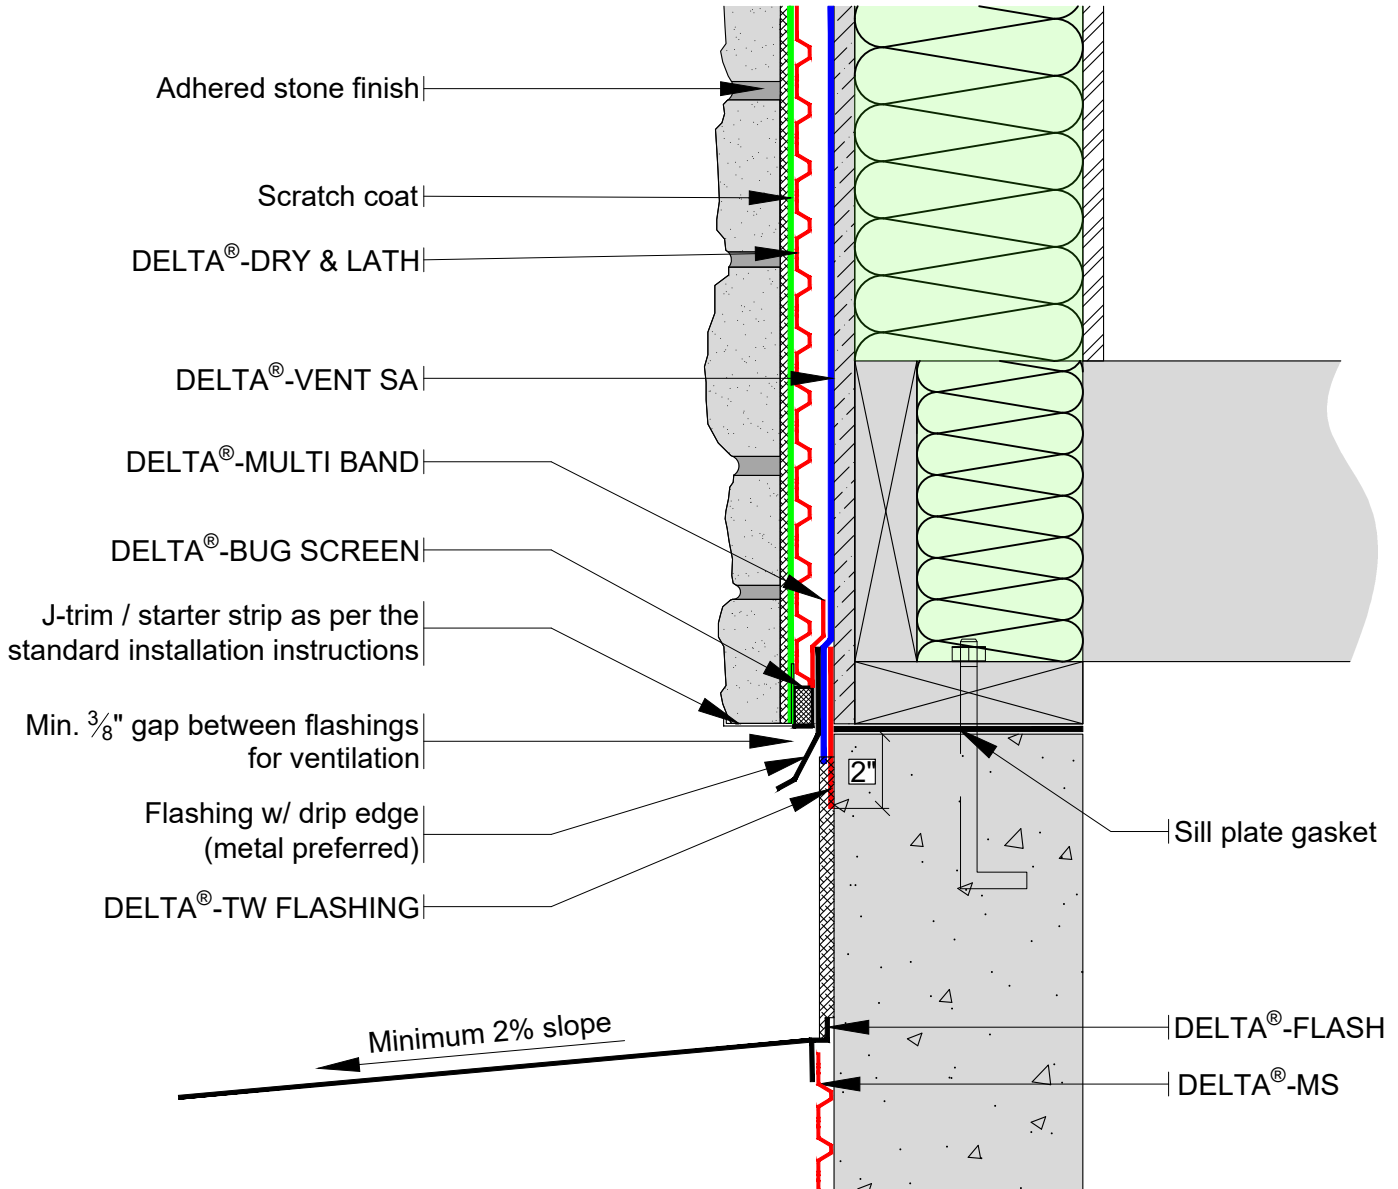 Adhered stone finish
Scratch coat
DELTA®-DRY & LATH
DELTA®-VENT SA
DELTA®-MULTI BAND
DELTA®-BUG SCREEN
J-trim / starter strip as per the
standard installation instructions
Min. ⅜" gap between flashings
for ventilation
2"
Flashing w/ drip edge
(metal preferred)
Sill plate gasket
DELTA®-TW FLASHING
Minimum 2% slope
DELTA®-FLASH
DELTA®-MS